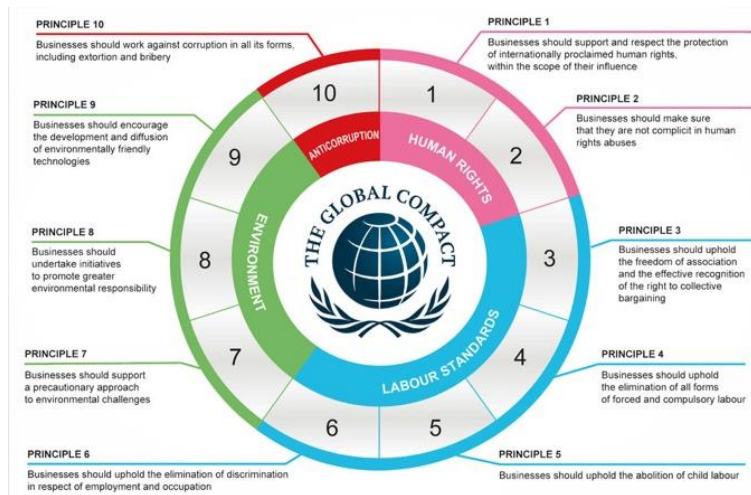 PRINCIPLE 10
Businesses should work against corruption in all its forms,
including extortion and bribery
PRINCIPLE 1
Businesses should support and respect the protection
of internationally proclaimed human rights,
within the scope of their influence
PRINCIPLE 9
Businesses should encourage
the development and diffusion
of environmentally friendly
technologies
PRINCIPLE 2
Businesses should make sure
that they are not complicit in human
rights abuses
PRINCIPLE 8
Businesses should
undertake initiatives
to promote greater
environmental responsibility
PRINCIPLE 3
Businesses should uphold
the freedom of association
and the effective recognition
of the right to collective
bargaining
PRINCIPLE 7
Businesses should support
a precautionary approach
to environmental challenges
PRINCIPLE 4
Businesses should uphold
the elimination of all forms
of forced and compulsory labour
PRINCIPLE 6
Businesses should uphold the elimination of discrimination
in respect of employment and occupation
PRINCIPLE 5
Businesses should uphold the abolition of child labour
10
1
2
3
4
5
6
7
8
9
ANTICORRUPTION
HUMAN RIGHTS
LABOUR STANDARDS
ENVIRONMENT
THE GLOBAL COMPACT